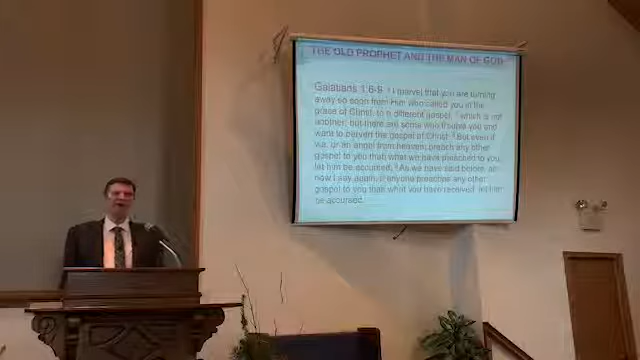 THE OLD PROPHET AND THE MAN OF GOD
Galatians 1:6-9 6 I marvel that you are turning
away so soon from Him who called you in the
grace of Christ, to a different gospel, 7 which is not
another; but there are some who trouble you and
want to pervert the gospel of Christ. 8 But even if
we, or an angel from heaven, preach any other
gospel to you than what we have preached to you,
let him be accursed. 9 As we have said before, so
now I say again, if anyone preaches any other
gospel to you than what you have received, let him
be accursed.